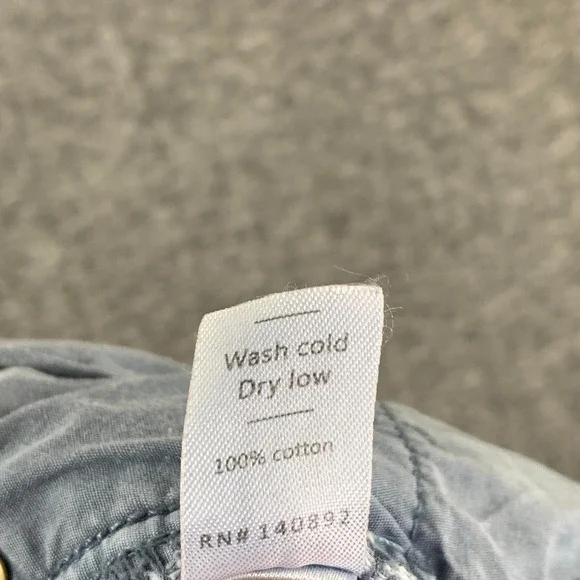 Wash cold
Dry low
100% cotton
RN# 140892